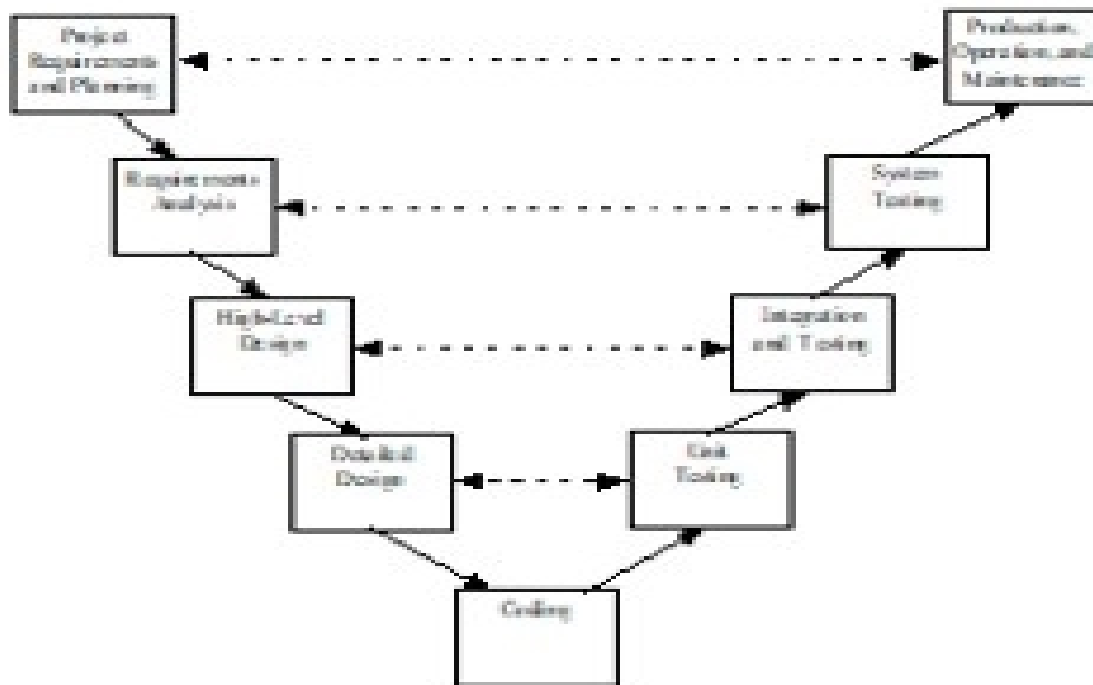 Project
Requirements
and Planning
Production,
Operation, and
Maintenance
Requirements
Analysis
System
Testing
High-Level
Design
Integration
and Testing
Detailed
Design
Unit
Testing
Coding